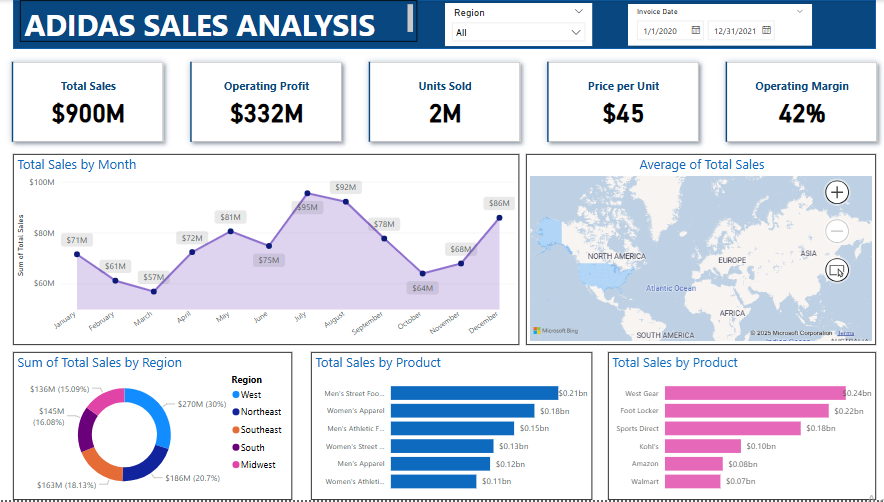 ADIDAS SALES ANALYSIS
Region
All
Invoice Date
1/1/2020
12/31/2021
Total Sales
$900M
Operating Profit
$332M
Units Sold
2M
Price per Unit
$45
Operating Margin
42%
Total Sales by Month
Sum of Total Sales
$100M
$80M
$60M
$71M
$61M
$57M
$72M
$81M
$75M
$95M
$92M
$78M
$64M
$68M
$86M
January
February
March
April
May
June
July
August
September
October
November
December
Average of Total Sales
NORTH AMERICA
EUROPE
ASIA
Atlantic Ocean
AFRICA
SOUTH AMERICA
Microsoft Bing
© 2025 Microsoft Corporation Terms
Sum of Total Sales by Region
$136M (15.09%)
$145M
(16.08%)
$163M (18.13%)
$270M (30%)
$186M (20.7%)
Region
West
Northeast
Southeast
South
Midwest
Total Sales by Product
Men's Street Foo... $0.21bn
Women's Apparel $0.18bn
Men's Athletic F... $0.15bn
Women's Street ... $0.13bn
Men's Apparel $0.12bn
Women's Athleti... $0.11bn
Total Sales by Product
West Gear $0.24bn
Foot Locker $0.22bn
Sports Direct $0.18bn
Kohl's $0.10bn
Amazon $0.08bn
Walmart $0.07bn